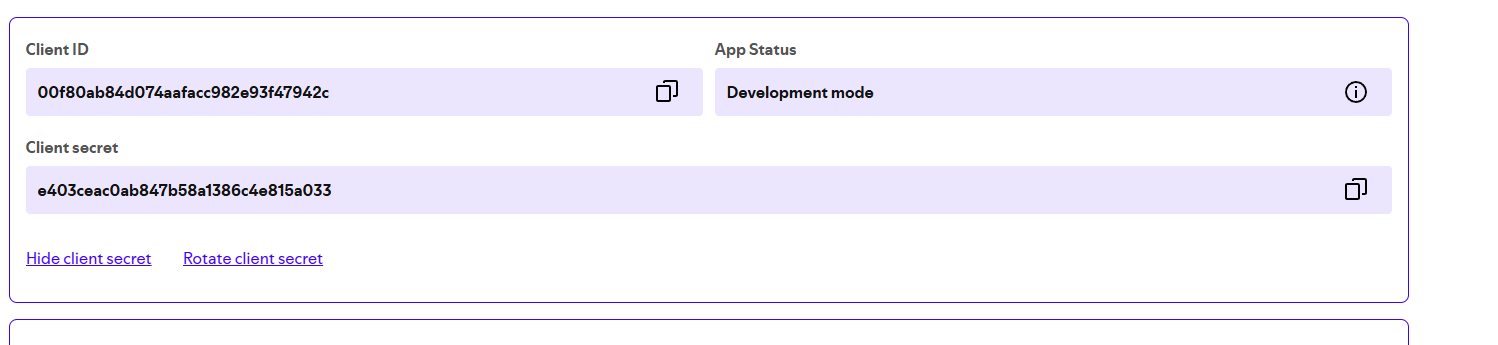 Client ID
App Status
00f80ab84d074aafacc982e93f47942c
Development mode
Client secret
e403ceac0ab847b58a1386c4e815a033
Hide client secret
Rotate client secret